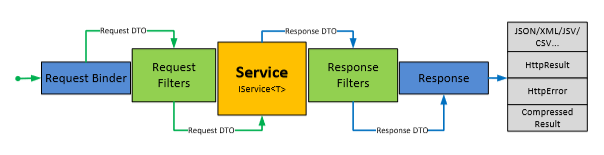 Request DTO
Response DTO
Request Binder
Request
Filters
Service
IService<T>
Response
Filters
Response
Request DTO
Response DTO
JSON/XML/JSV/
CSV...
HttpResult
HttpError
Compressed
Result